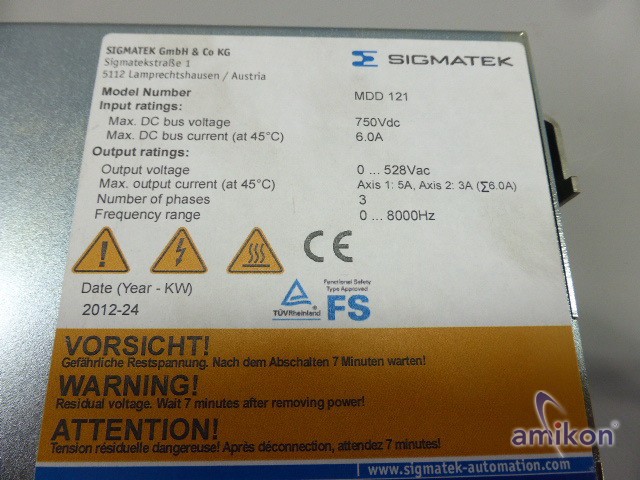 SIGMATEK GmbH & Co KG
Sigmatekstraße 1
5112 Lamprechtshausen / Austria
SIGMATEK
Model Number MDD 121
Input ratings:
Max. DC bus voltage 750Vdc
Max. DC bus current (at 45°C) 6.0A
Output ratings:
Output voltage 0 ... 528Vac
Max. output current (at 45°C) Axis 1: 5A, Axis 2: 3A (∑6.0A)
Number of phases 3
Frequency range 0 ... 8000Hz
CE
Date (Year - KW)
2012-24
TÜVRheinland
Functional Safety
Type Approved
FS
VORSICHT!
Gefährliche Restspannung. Nach dem Abschalten 7 Minuten warten!
WARNING!
Residual voltage. Wait 7 minutes after removing power!
ATTENTION!
Tension résiduelle dangereuse! Après déconnection, attendez 7 minutes!
www.sigmatek-automation.com
amikon